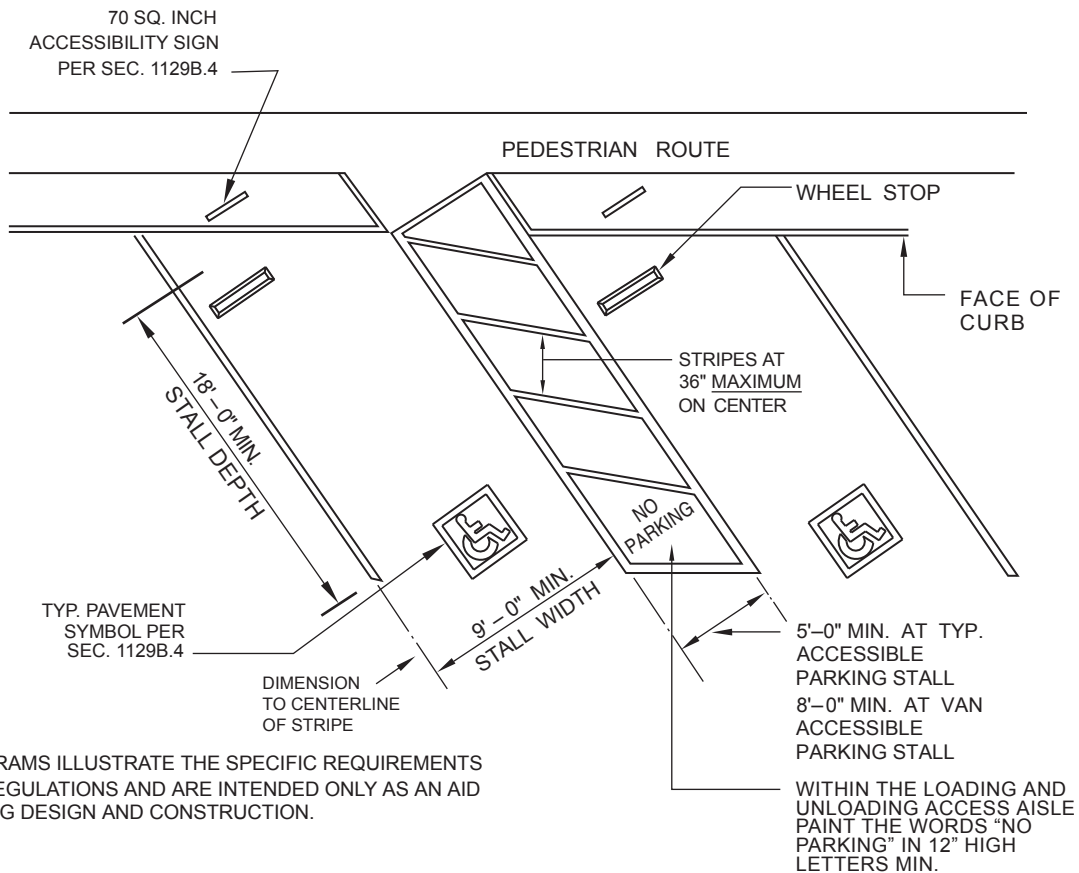 70 SQ. INCH
ACCESSIBILITY SIGN
PER SEC. 1129B.4
PEDESTRIAN ROUTE
WHEEL STOP
FACE OF
CURB
STRIPES AT
36" MAXIMUM
ON CENTER
18'–0" MIN.
STALL DEPTH
NO
PARKING
TYP. PAVEMENT
SYMBOL PER
SEC. 1129B.4
9'–0" MIN.
STALL WIDTH
DIMENSION
TO CENTERLINE
OF STRIPE
5'–0" MIN. AT TYP.
ACCESSIBLE
PARKING STALL
8'–0" MIN. AT VAN
ACCESSIBLE
PARKING STALL
WITHIN THE LOADING AND
UNLOADING ACCESS AISLE
PAINT THE WORDS “NO
PARKING” IN 12” HIGH
LETTERS MIN.
RAMS ILLUSTRATE THE SPECIFIC REQUIREMENTS
EGULATIONS AND ARE INTENDED ONLY AS AN AID
G DESIGN AND CONSTRUCTION.